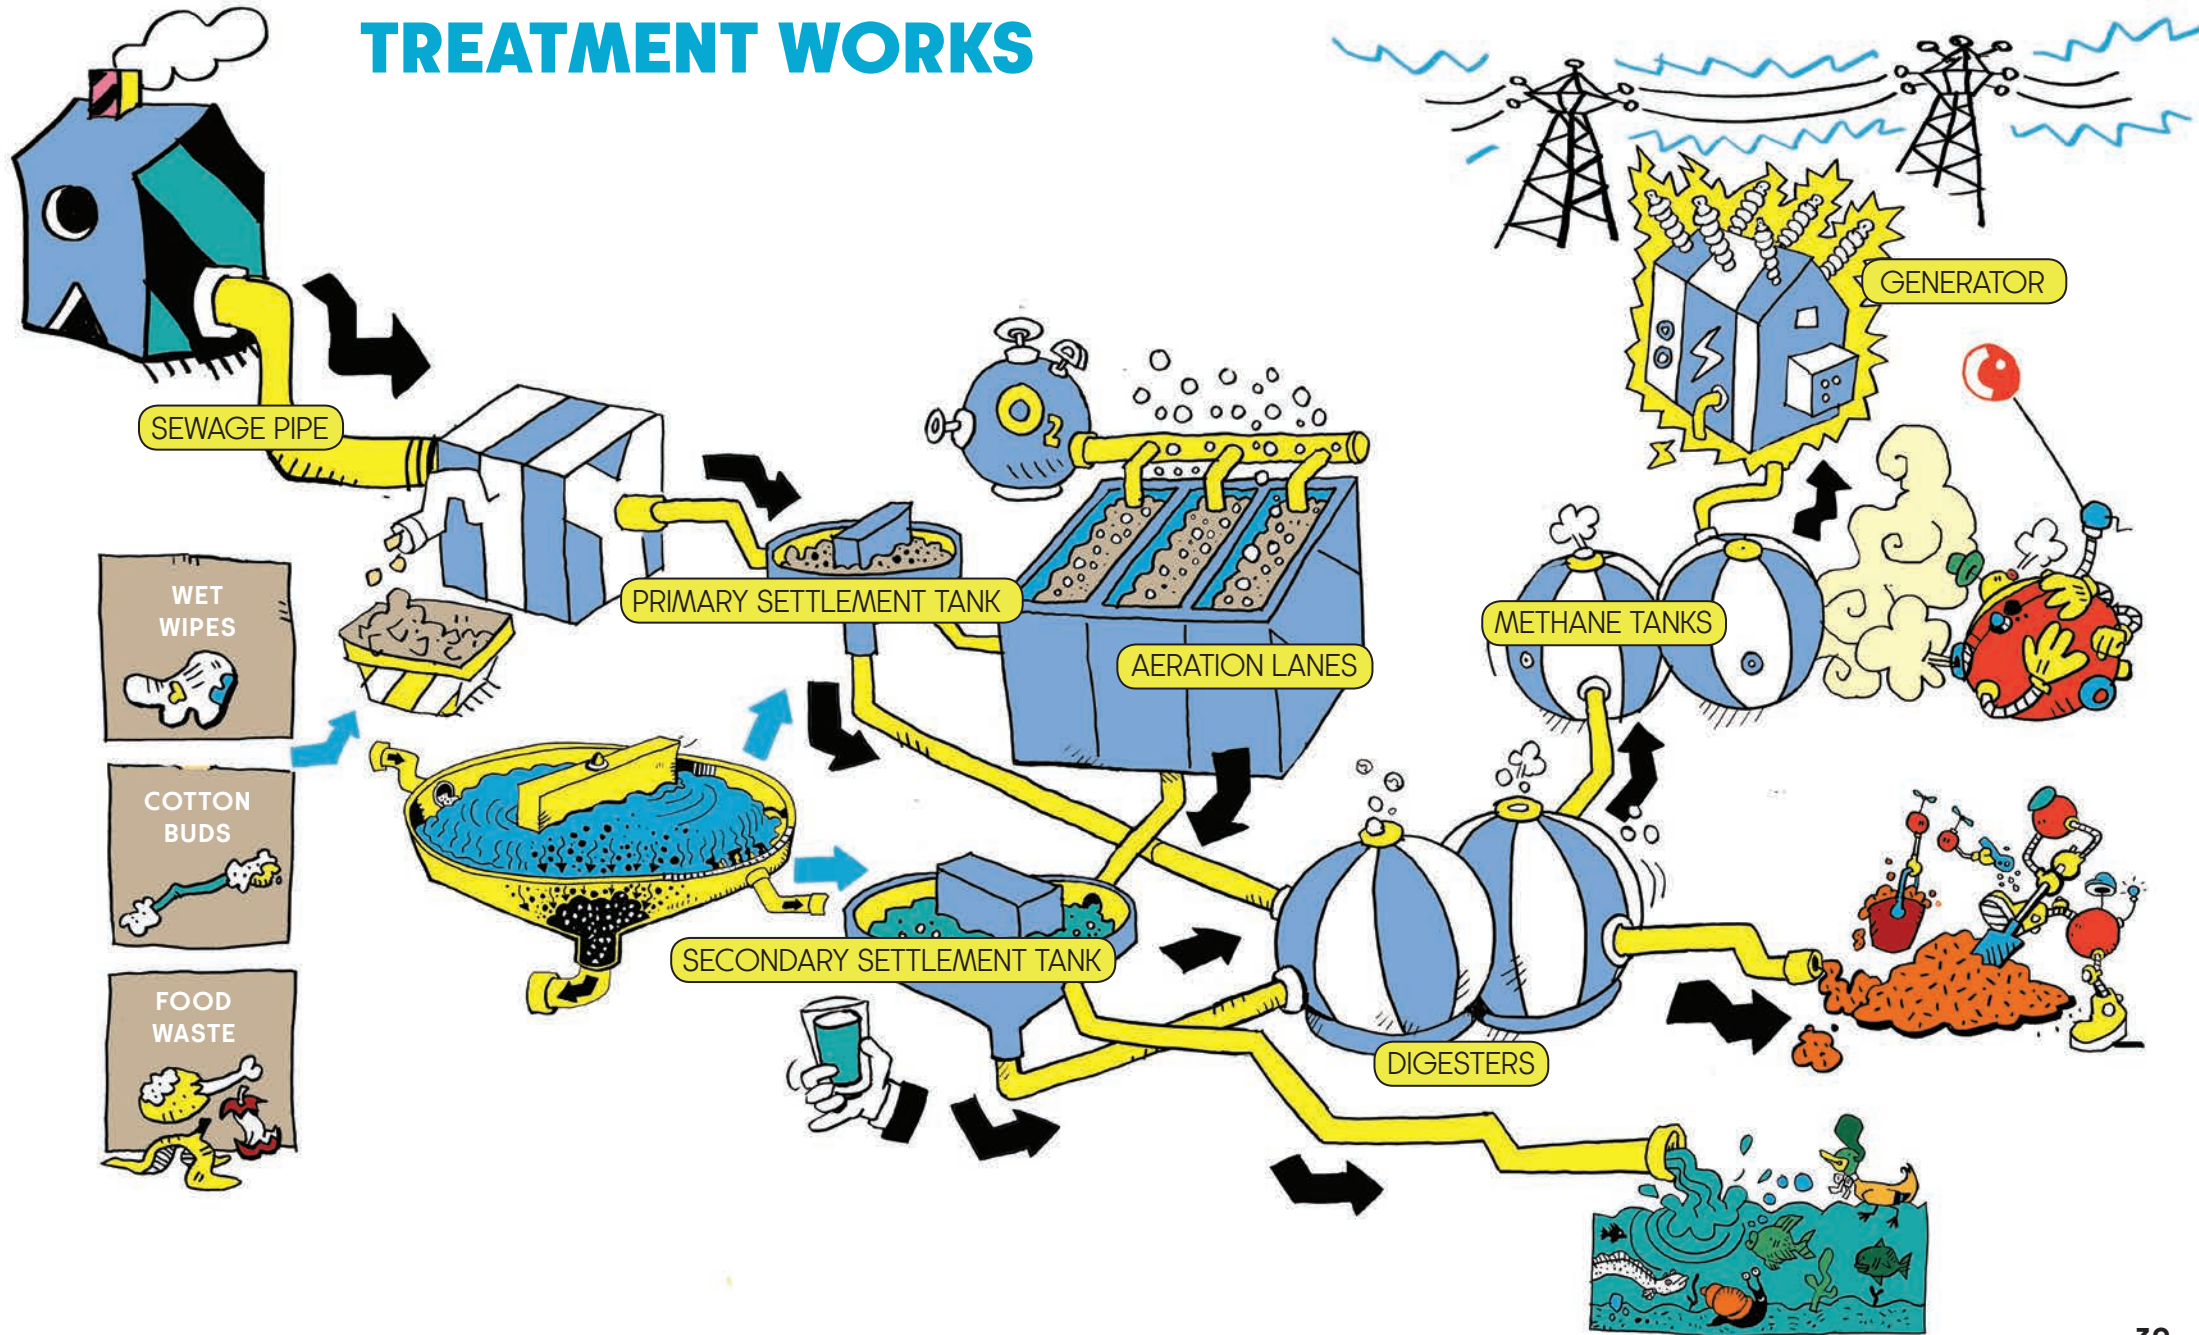 TREATMENT WORKS
GENERATOR
SEWAGE PIPE
O2
WET
WIPES
PRIMARY SETTLEMENT TANK
METHANE TANKS
AERATION LANES
COTTON
BUDS
SECONDARY SETTLEMENT TANK
FOOD
WASTE
DIGESTERS